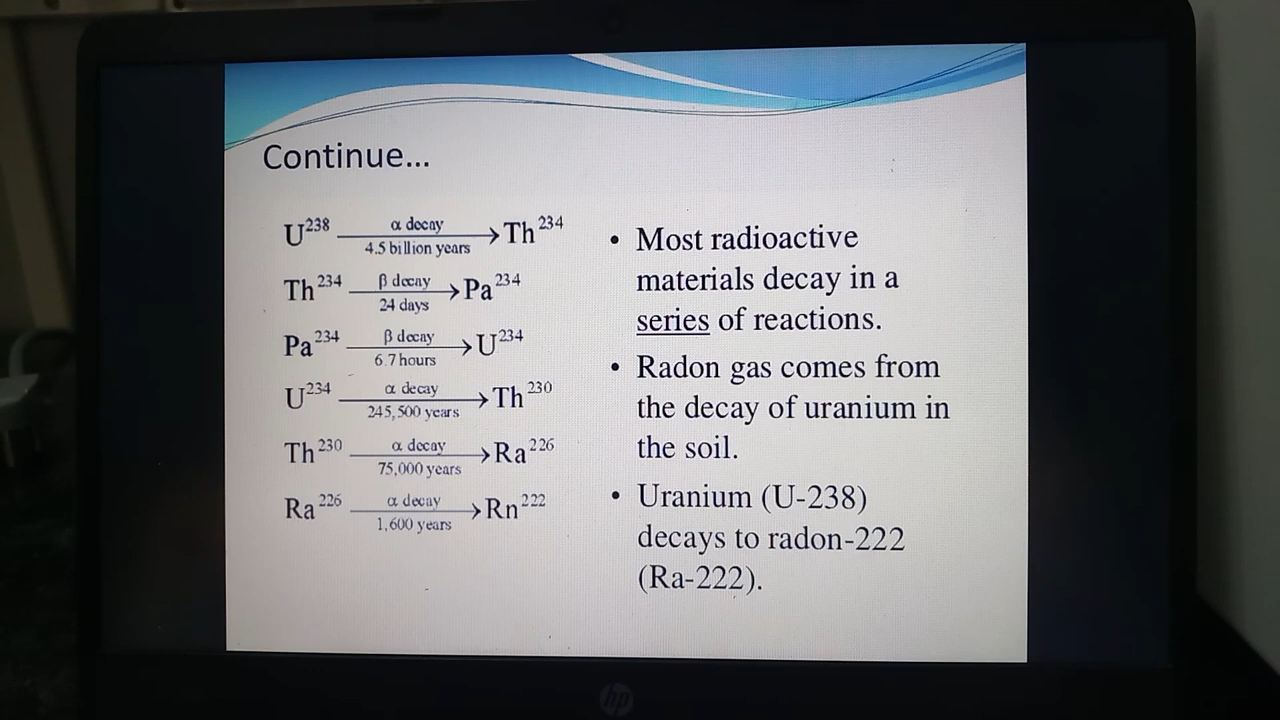 Continue...
U²³⁸ α decay 4.5 billion years → Th²³⁴
Th²³⁴ β decay 24 days → Pa²³⁴
Pa²³⁴ β decay 6.7 hours → U²³⁴
U²³⁴ α decay 245,500 years → Th²³⁰
Th²³⁰ α decay 75,000 years → Ra²²⁶
Ra²²⁶ α decay 1,600 years → Rn²²²
• Most radioactive
materials decay in a
series of reactions.
• Radon gas comes from
the decay of uranium in
the soil.
• Uranium (U-238)
decays to radon-222
(Ra-222).
hp